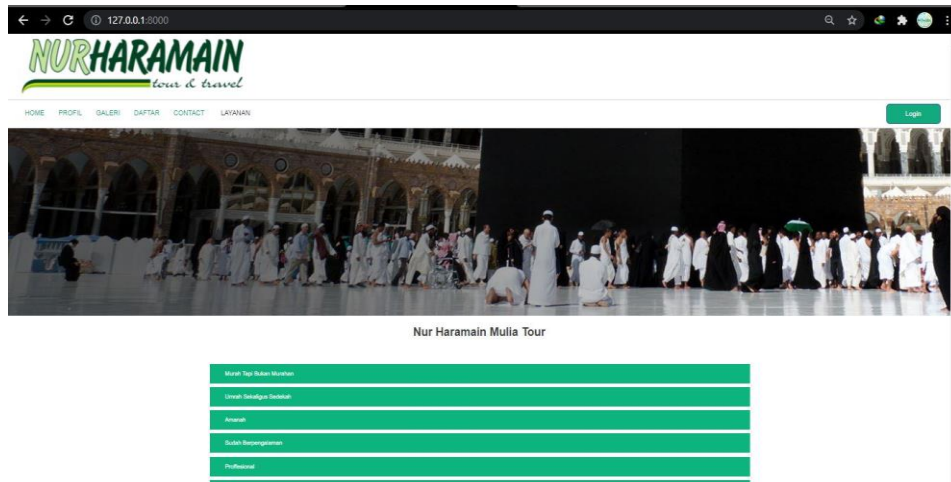 127.0.0.1:8000
NURHARAMAIN
tour & travel
HOME PROFIL GALERI DAFTAR CONTACT LAYANAN Login
Nur Haramain Mulia Tour
Murah Tapi Bukan Murahan
Umrah Sekaligus Sedekah
Amanah
Sudah Berpengalaman
Proffesional